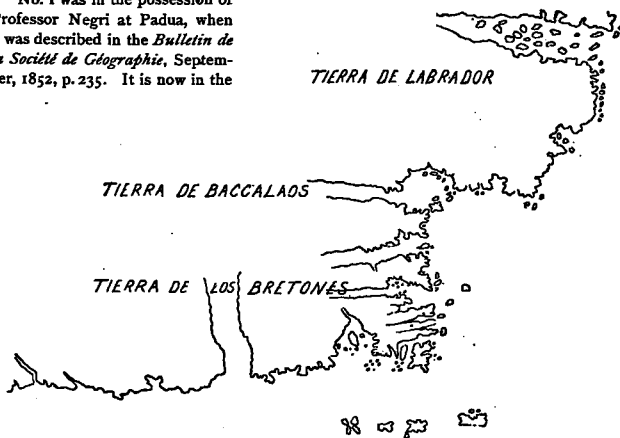 No. 1 was in the possession of
Professor Negri at Padua, when
was described in the Bulletin de
Société de Géographie, Septem-
er, 1852, p. 235. It is now in the
TIERRA DE LABRADOR
TIERRA DE BACCALAOS
TIERRA DE LOS BRETONES